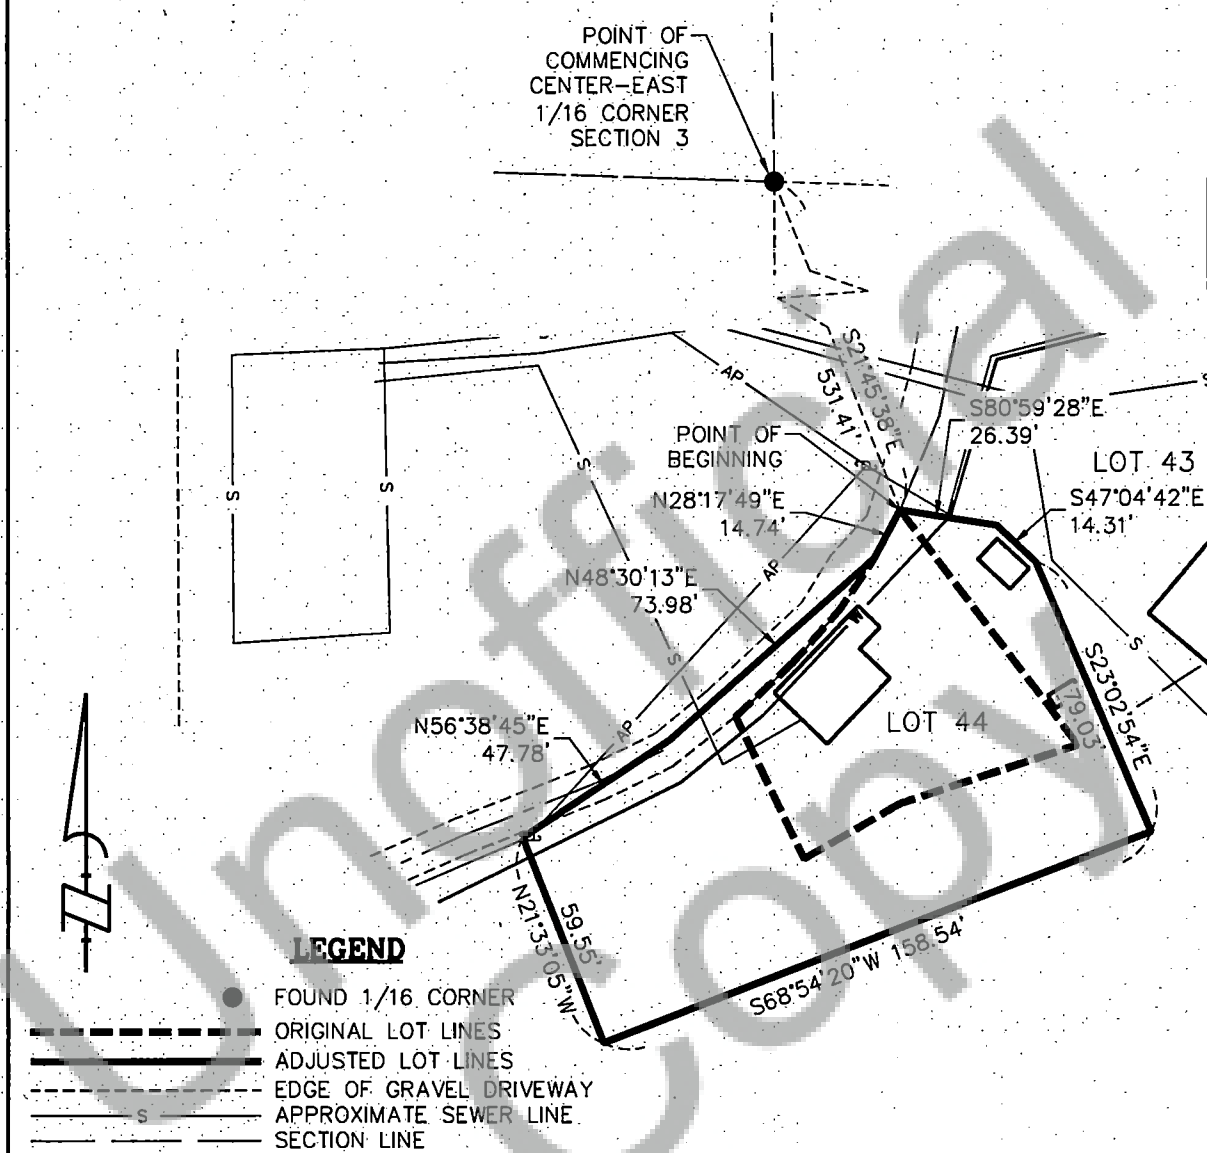 POINT OF
COMMENCING
CENTER-EAST
1/16 CORNER
SECTION 3
S21°45'38"E
531.41'
AP
S80°59'28"E
26.39'
POINT OF
BEGINNING
LOT 43
S47°04'42"E
14.31'
N28°17'49"E
14.74'
S
S
S
AP
N48°30'13"E
73.98'
W
S
S
S23°02'54"E
79.03'
LOT 44
N56°38'45"E
47.78'
AP
N21°33'05"W
59.55'
S68°54'20"W 158.54'
N
LEGEND
FOUND 1/16 CORNER
ORIGINAL LOT LINES
ADJUSTED LOT LINES
EDGE OF GRAVEL DRIVEWAY
S
APPROXIMATE SEWER LINE
SECTION LINE
Unofficial
Copy